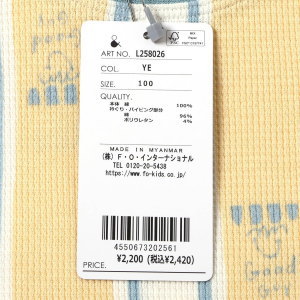 FSC
MIX
ART NO. L258026
COL. YE
SIZE. 100
QUALITY.
本体 綿 100%
衿ぐり・パイピング部分
綿 96%
ポリウレタン 4%
MADE IN MYANMAR
(株)F・O・インターナショナル
TEL 0120-20-5438
https://www.fo-kids.co.jp/
4550673202561
PRICE. ¥2,200 (税込¥2,420)
good